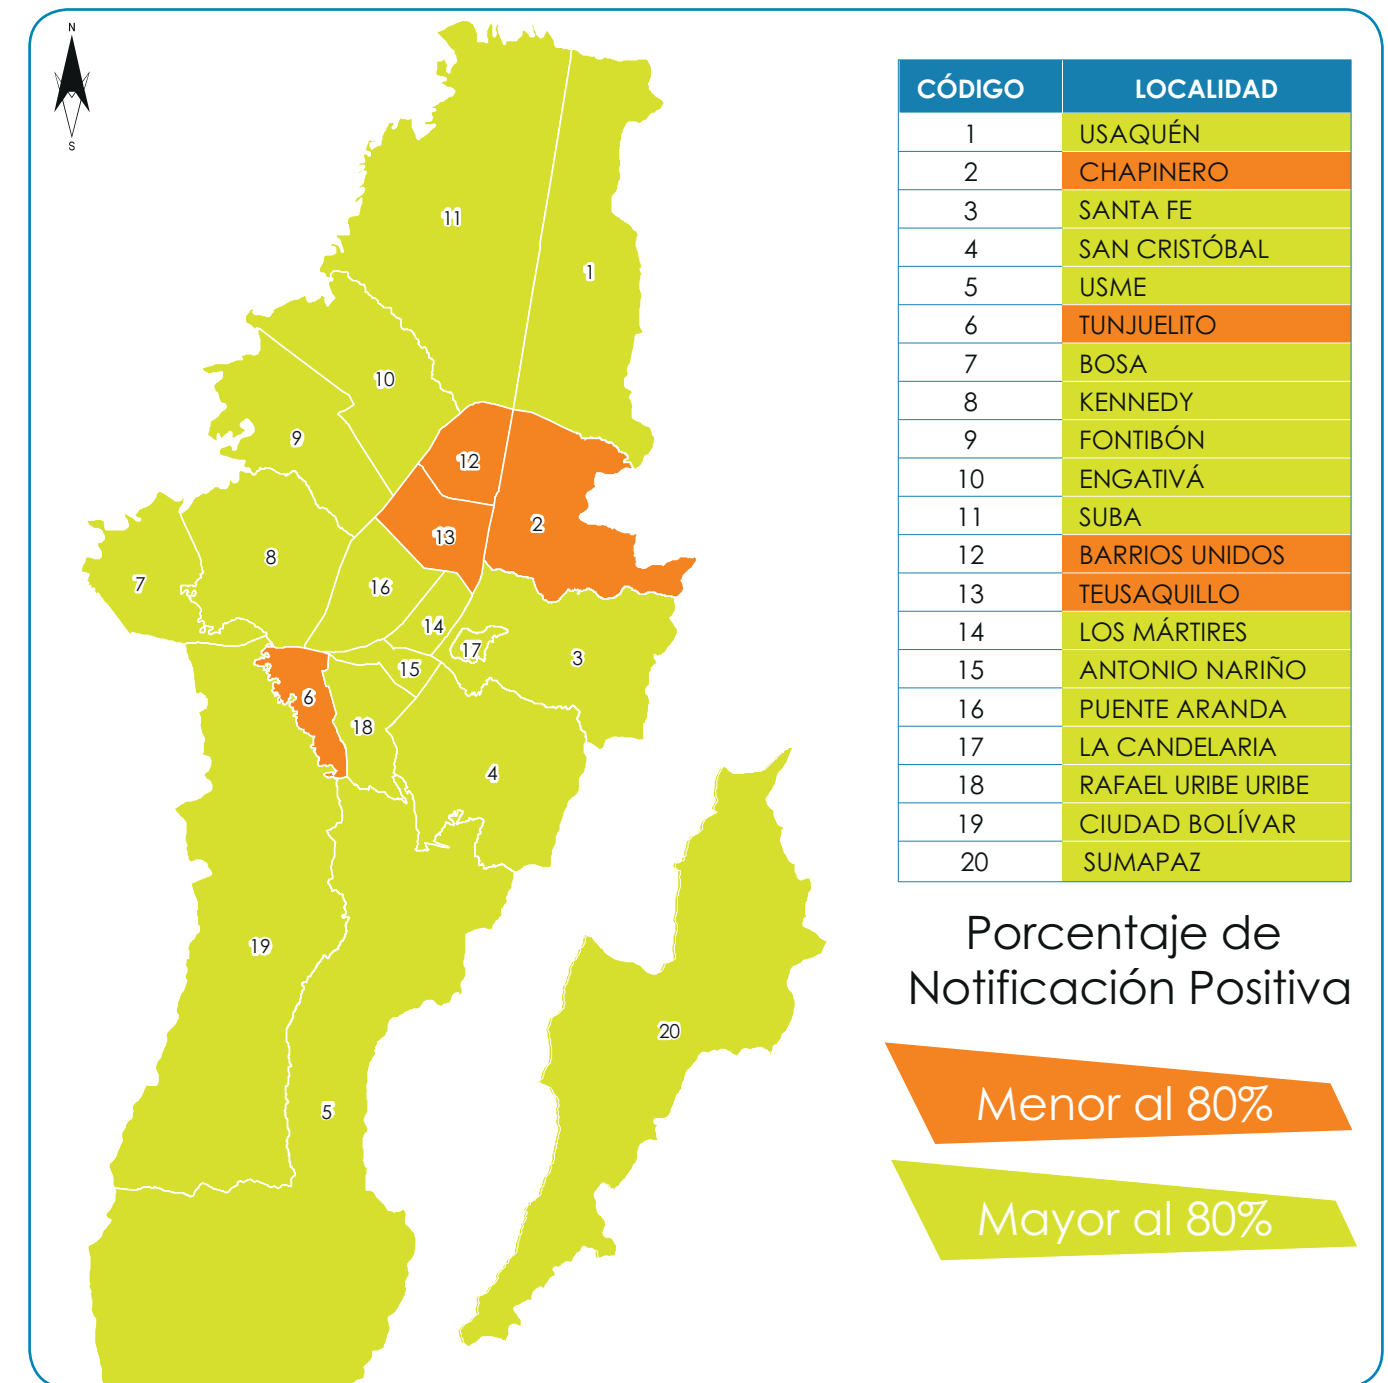 N
S
11
1
10
9
12
2
13
8
7
16
14
17
15
3
6
18
4
19
20
5
CÓDIGO LOCALIDAD
1 USAQUÉN
2 CHAPINERO
3 SANTA FE
4 SAN CRISTÓBAL
5 USME
6 TUNJUELITO
7 BOSA
8 KENNEDY
9 FONTIBÓN
10 ENGATIVÁ
11 SUBA
12 BARRIOS UNIDOS
13 TEUSAQUILLO
14 LOS MÁRTIRES
15 ANTONIO NARIÑO
16 PUENTE ARANDA
17 LA CANDELARIA
18 RAFAEL URIBE URIBE
19 CIUDAD BOLÍVAR
20 SUMAPAZ
Porcentaje de
Notificación Positiva
Menor al 80%
Mayor al 80%